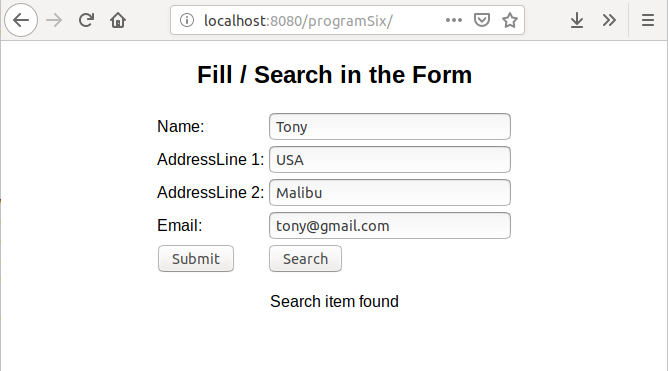 localhost:8080/programSix/
Fill / Search in the Form
Name: Tony
AddressLine 1: USA
AddressLine 2: Malibu
Email: tony@gmail.com
Submit Search
Search item found